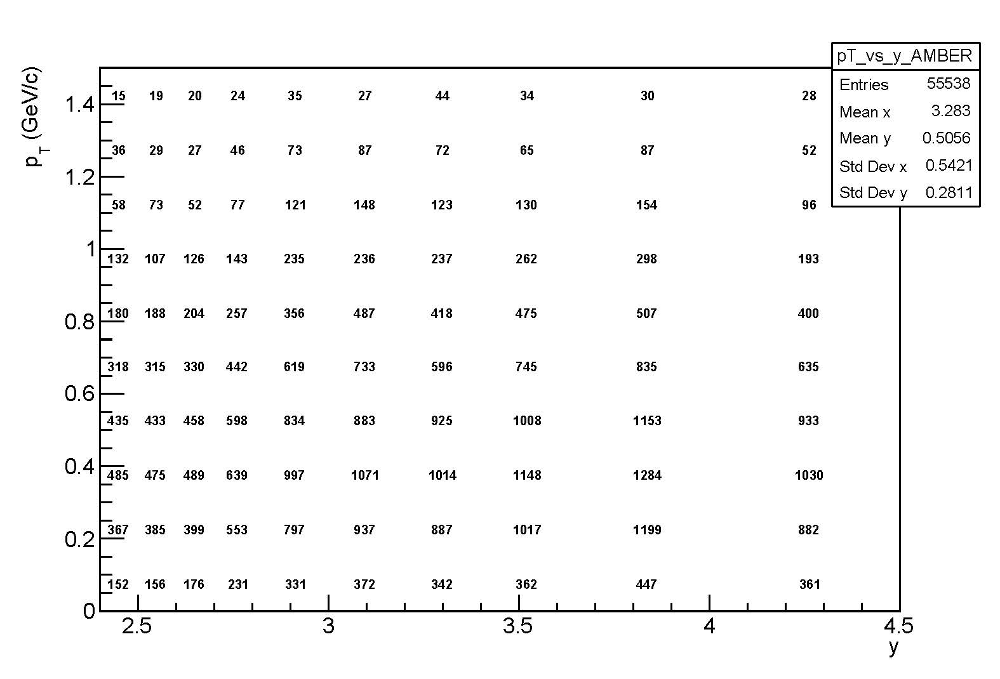 pT_vs_y_AMBER
Entries 55538
Mean x 3.283
Mean y 0.5056
Std Dev x 0.5421
Std Dev y 0.2811
p_T (GeV/c)
15 19 20 24 35 27 44 34 30 28
1.4
36 29 27 46 73 87 72 65 87 52
1.2
58 73 52 77 121 148 123 130 154 96
1
132 107 126 143 235 236 237 262 298 193
180 188 204 257 356 487 418 475 507 400
0.8
318 315 330 442 619 733 596 745 835 635
0.6
435 433 458 598 834 883 925 1008 1153 933
0.4
485 475 489 639 997 1071 1014 1148 1284 1030
367 385 399 553 797 937 887 1017 1199 882
0.2
152 156 176 231 331 372 342 362 447 361
0
2.5 3 3.5 4 4.5
y